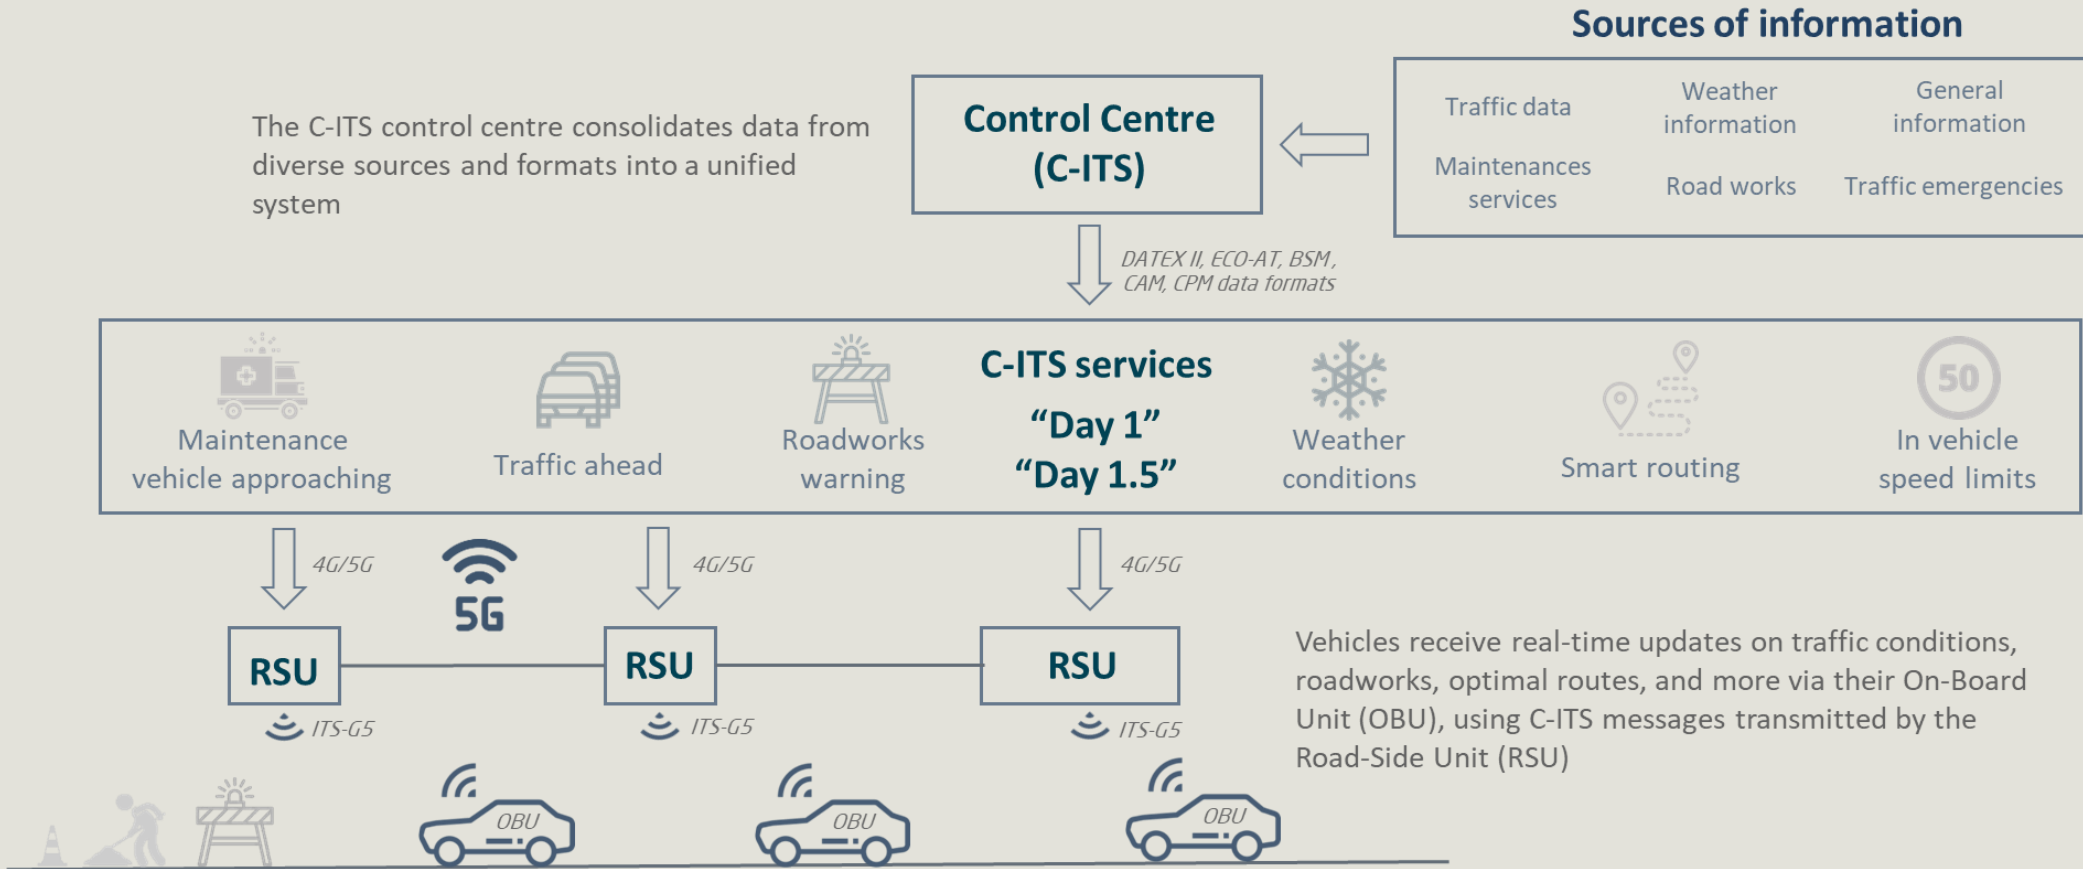 Sources of information
The C-ITS control centre consolidates data from
diverse sources and formats into a unified
system
Control Centre
(C-ITS)
Traffic data
Weather
information
General
information
Maintenances
services
Road works
Traffic emergencies
DATEX II, ECO-AT, BSM,
CAM, CPM data formats
Maintenance
vehicle approaching
Traffic ahead
Roadworks
warning
C-ITS services
“Day 1”
“Day 1.5”
Weather
conditions
Smart routing
50
In vehicle
speed limits
4G/5G
5G
4G/5G
4G/5G
RSU
RSU
RSU
ITS-G5
ITS-G5
ITS-G5
Vehicles receive real-time updates on traffic conditions,
roadworks, optimal routes, and more via their On-Board
Unit (OBU), using C-ITS messages transmitted by the
Road-Side Unit (RSU)
OBU
OBU
OBU